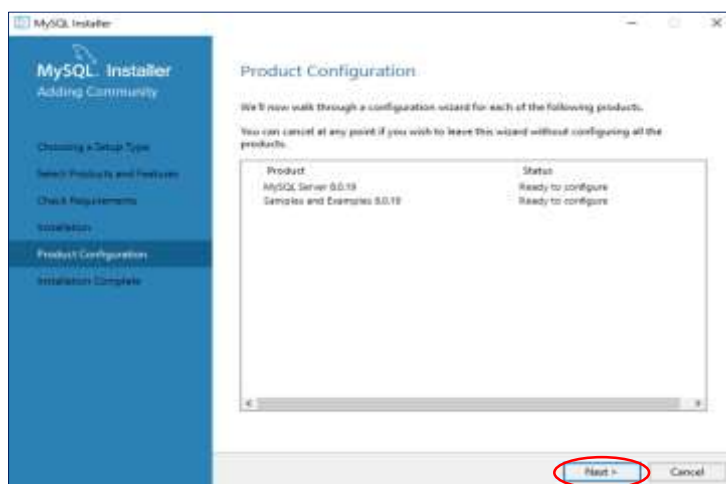 MySQL Installer
MySQL. Installer
Adding Community
Choosing a Setup Type
Select Products and Features
Check Requirements
Installation
Product Configuration
Installation Complete
Product Configuration
We'll now walk through a configuration wizard for each of the following products.
You can cancel at any point if you wish to leave this wizard without configuring all the
products.
Product Status
MySQL Server 8.0.19 Ready to configure
Samples and Examples 8.0.19 Ready to configure
Next > Cancel